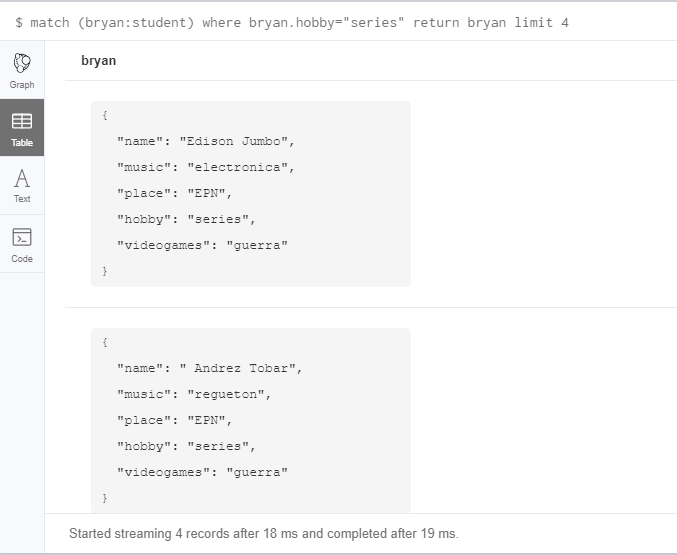 $ match (bryan:student) where bryan.hobby="series" return bryan limit 4
bryan
Graph
Table
A
Text
Code
{
"name": "Edison Jumbo",
"music": "electronica",
"place": "EPN",
"hobby": "series",
"videogames": "guerra"
}
{
"name": " Andrez Tobar",
"music": "regueton",
"place": "EPN",
"hobby": "series",
"videogames": "guerra"
}
Started streaming 4 records after 18 ms and completed after 19 ms.